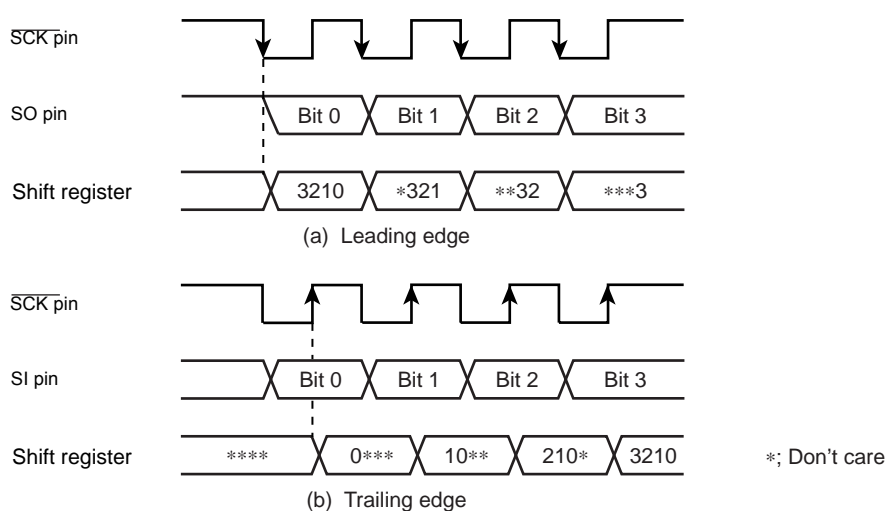 SCK pin
SO pin Bit 0 Bit 1 Bit 2 Bit 3
Shift register 3210 *321 **32 ***3
(a) Leading edge
SCK pin
SI pin Bit 0 Bit 1 Bit 2 Bit 3
Shift register **** 0*** 10** 210* 3210 *; Don't care
(b) Trailing edge